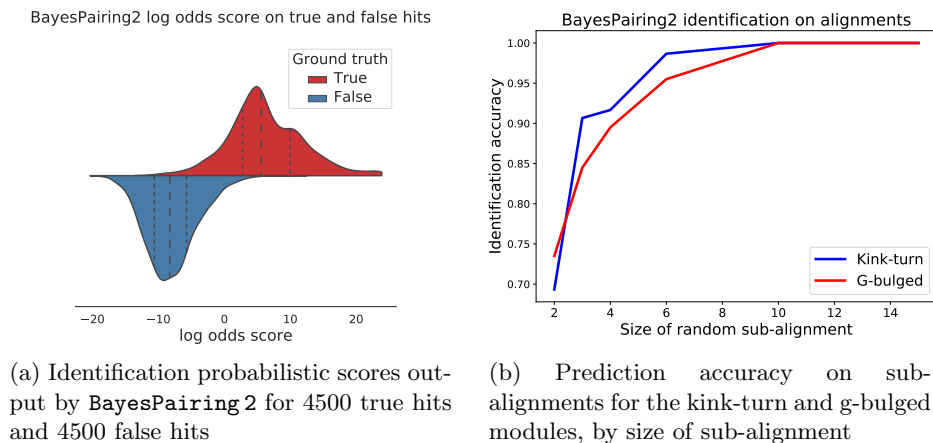 BayesPairing2 log odds score on true and false hits
Ground truth
True
False
−20 −10 0 10 20
log odds score
BayesPairing2 identification on alignments
1.00
0.95
0.90
0.85
0.80
0.75
0.70
Identification accuracy
Kink-turn
G-bulged
2 4 6 8 10 12 14
Size of random sub-alignment
(a) Identification probabilistic scores out-
put by BayesPairing 2 for 4500 true hits
and 4500 false hits
(b) Prediction accuracy on sub-
alignments for the kink-turn and g-bulged
modules, by size of sub-alignment